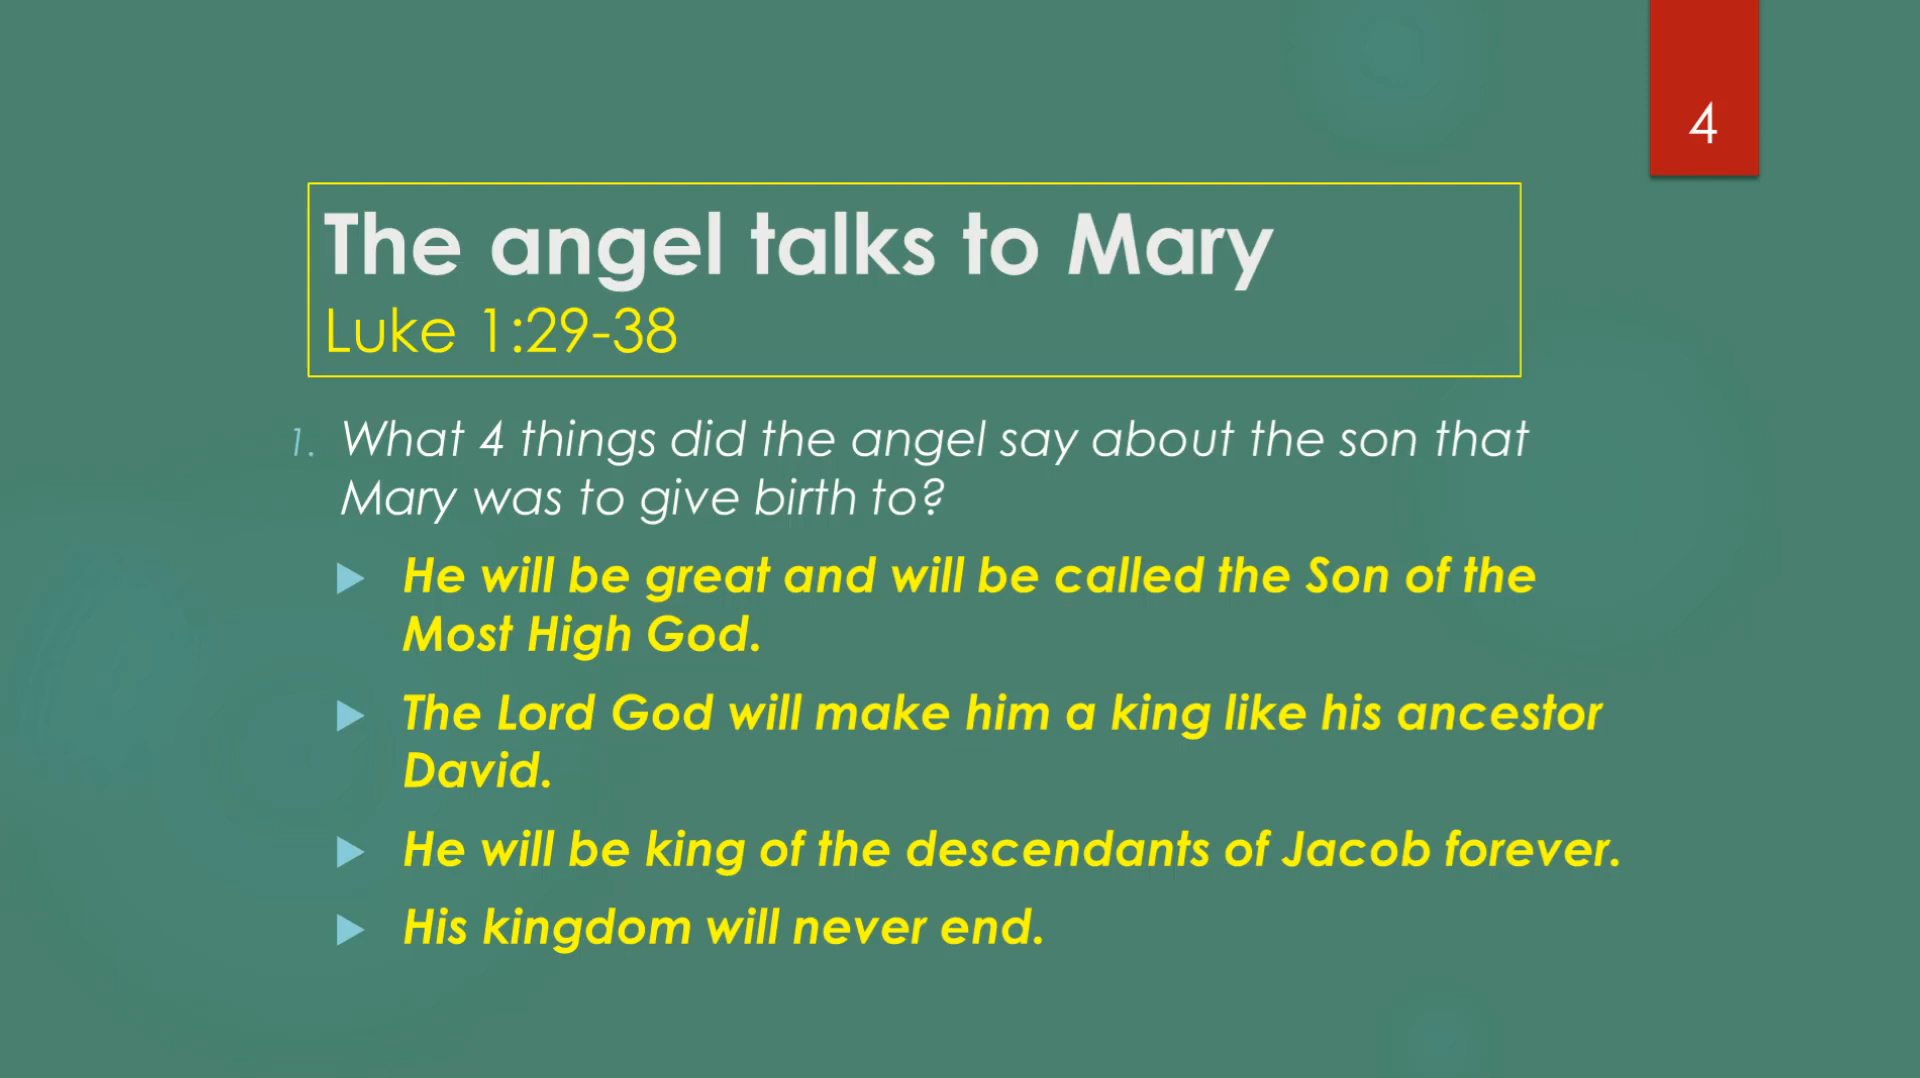 4
The angel talks to Mary
Luke 1:29-38
1. What 4 things did the angel say about the son that
Mary was to give birth to?
He will be great and will be called the Son of the
Most High God.
The Lord God will make him a king like his ancestor
David.
He will be king of the descendants of Jacob forever.
His kingdom will never end.